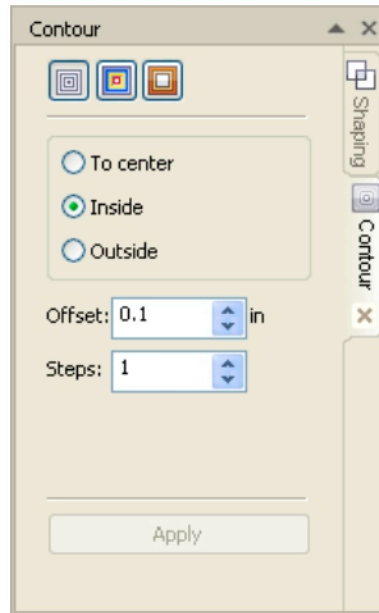 Contour
To center
Inside
Outside
Offset: 0.1 in
Steps: 1
Apply
Shaping
Contour